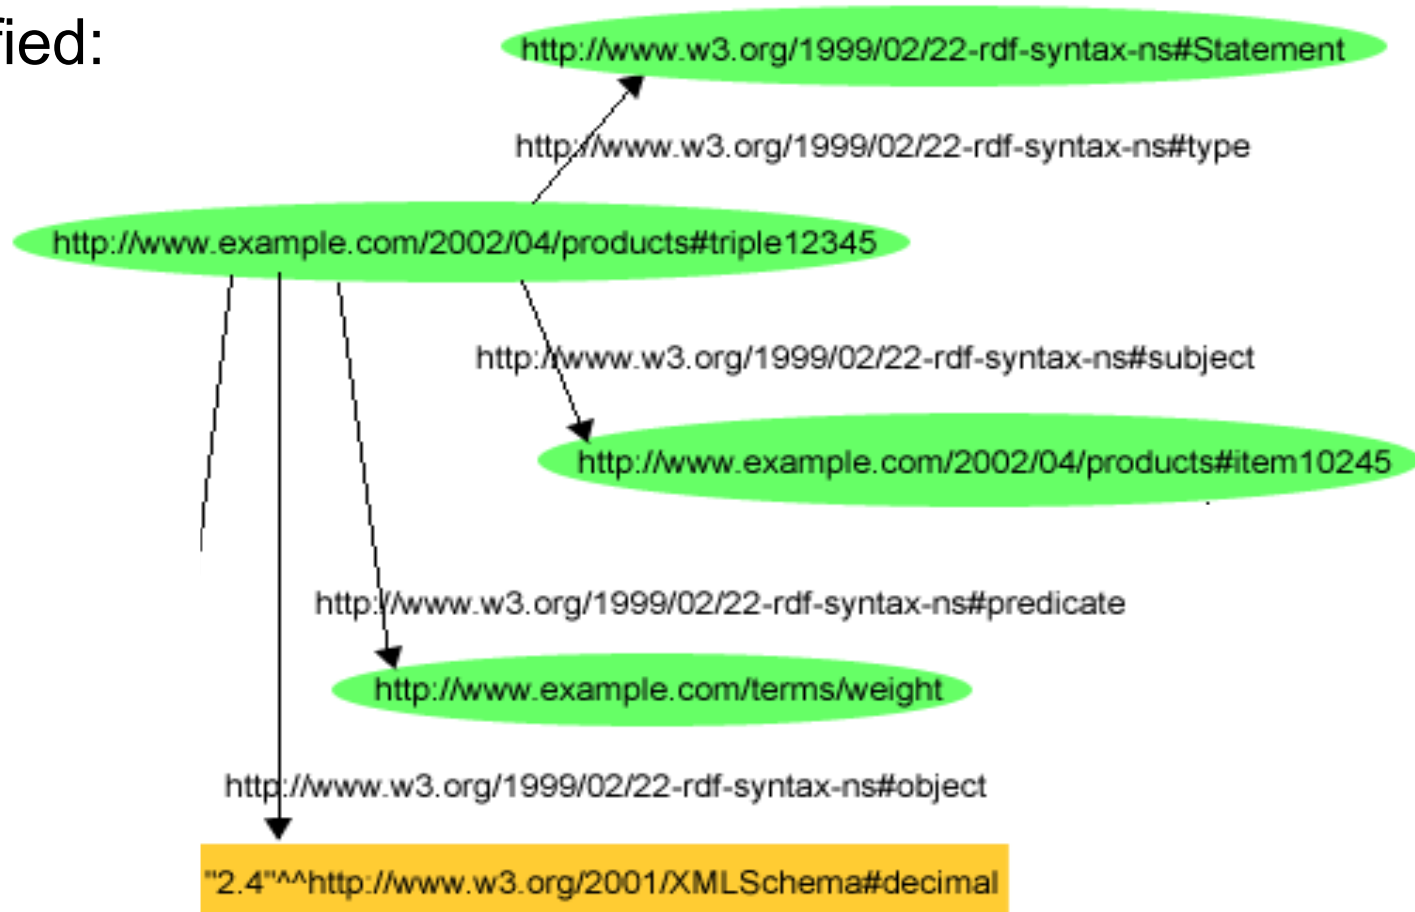 fied:
http://www.w3.org/1999/02/22-rdf-syntax-ns#Statement
http://www.w3.org/1999/02/22-rdf-syntax-ns#type
http://www.example.com/2002/04/products#triple12345
http://www.w3.org/1999/02/22-rdf-syntax-ns#subject
http://www.example.com/2002/04/products#item10245
http://www.w3.org/1999/02/22-rdf-syntax-ns#predicate
http://www.example.com/terms/weight
http://www.w3.org/1999/02/22-rdf-syntax-ns#object
"2.4"^^http://www.w3.org/2001/XMLSchema#decimal